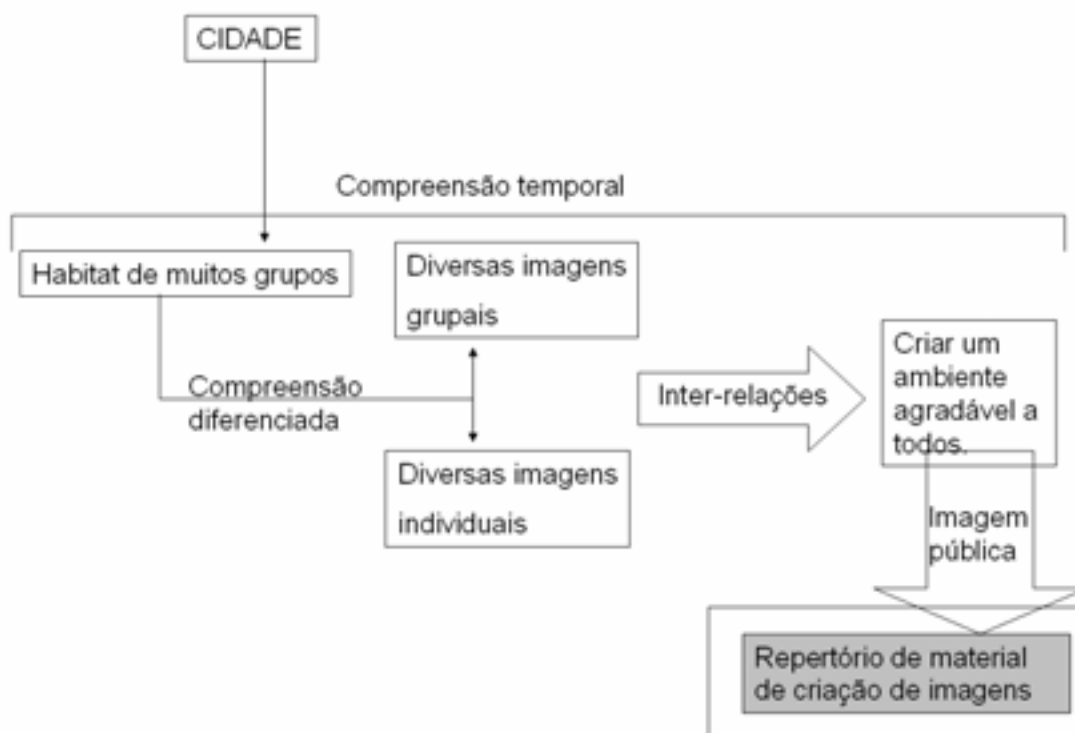 CIDADE
Compreensão temporal
Habitat de muitos grupos
Diversas imagens
grupais
Compreensão
diferenciada
Diversas imagens
individuais
Inter-relações
Criar um
ambiente
agradável a
todos.
Imagem
pública
Repertório de material
de criação de imagens